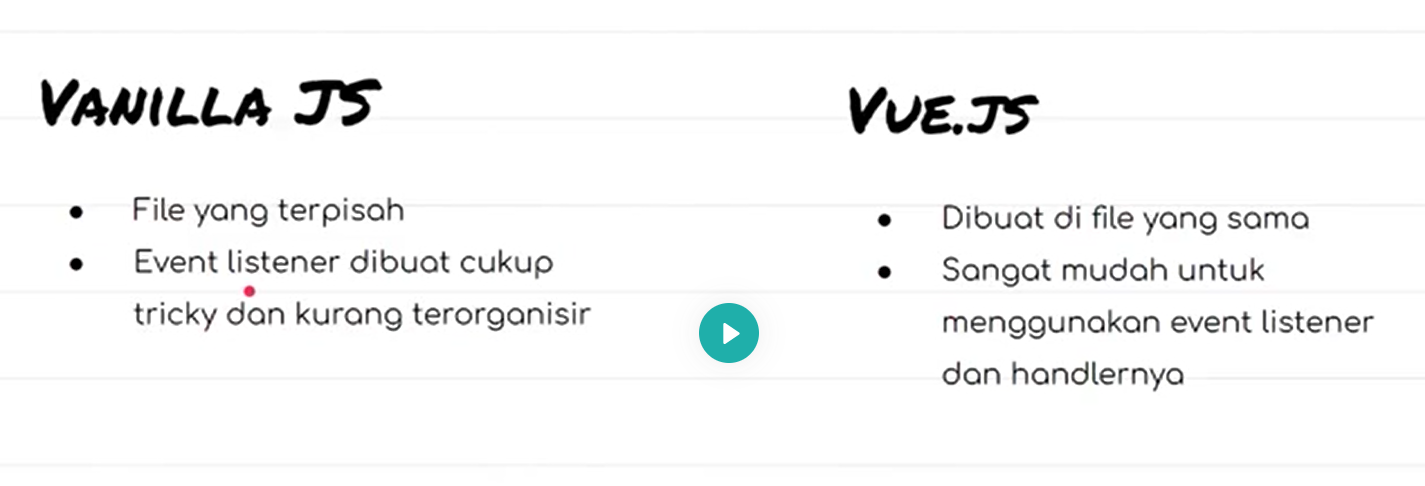 VANILLA JS
• File yang terpisah
• Event listener dibuat cukup
tricky dan kurang terorganisir
VUE.JS
• Dibuat di file yang sama
• Sangat mudah untuk
menggunakan event listener
dan handlernya